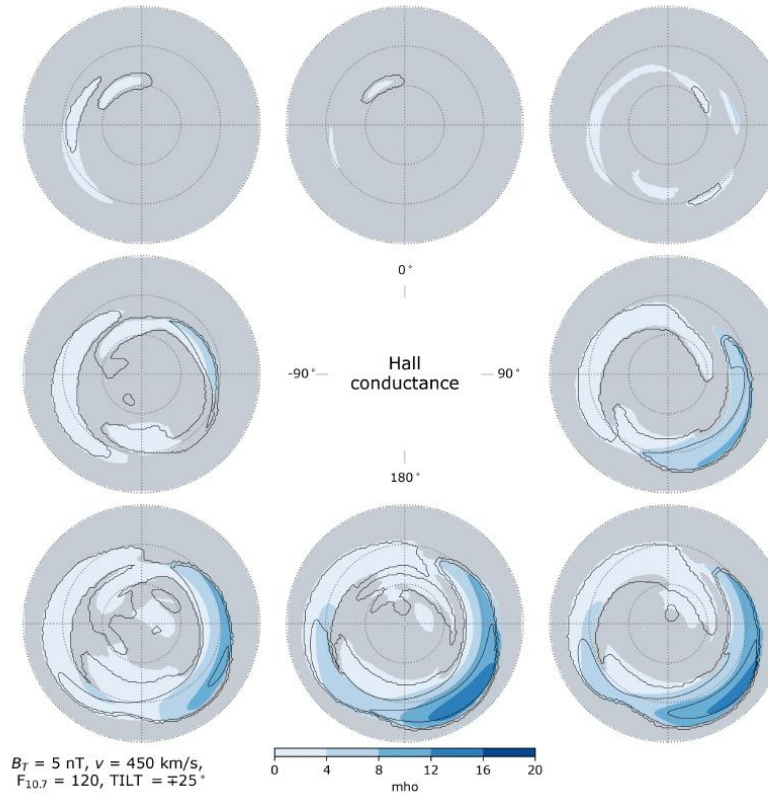 0°
-90°
Hall
conductance
90°
180°
B_T = 5 nT, v = 450 km/s,
F_10.7 = 120, TILT = ∓25°
0 4 8 12 16 20
mho